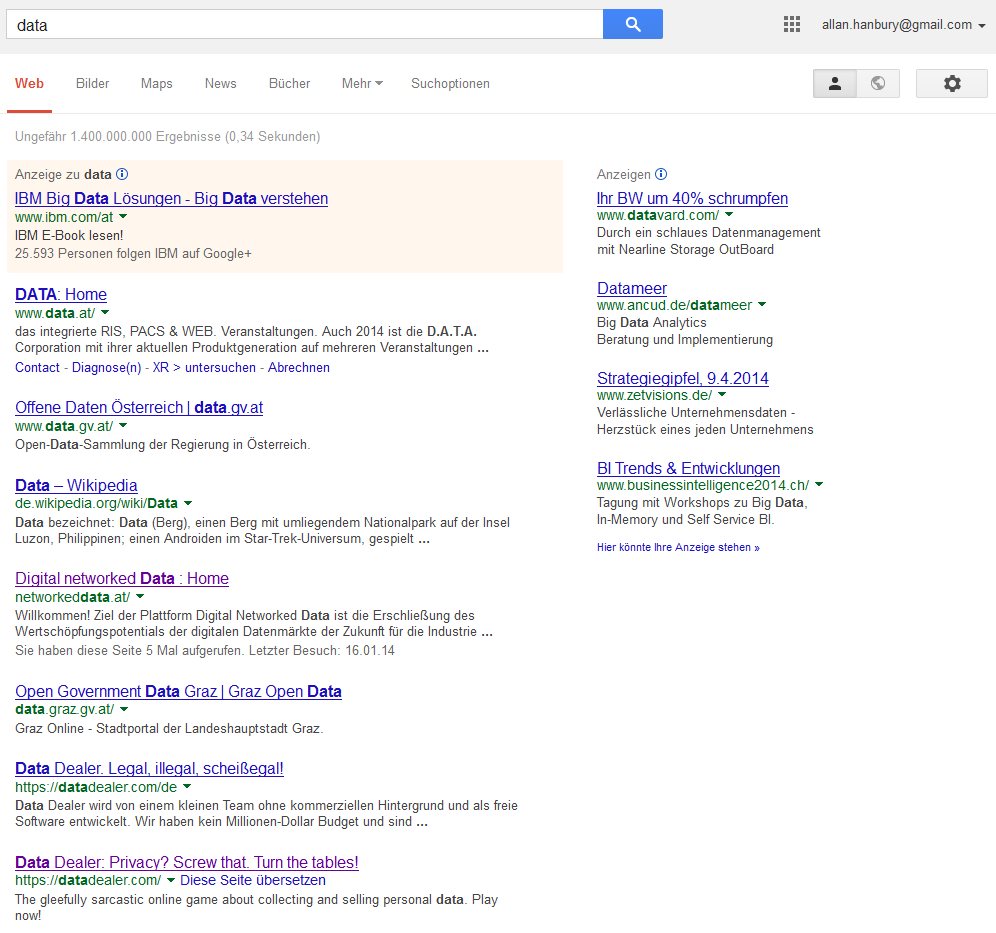 data
allan.hanbury@gmail.com
Web Bilder Maps News Bücher Mehr Suchoptionen
Ungefähr 1.400.000.000 Ergebnisse (0,34 Sekunden)
Anzeige zu data
IBM Big Data Lösungen - Big Data verstehen
www.ibm.com/at
IBM E-Book lesen!
25.593 Personen folgen IBM auf Google+
DATA: Home
www.data.at/
das integrierte RIS, PACS & WEB. Veranstaltungen. Auch 2014 ist die D.A.T.A.
Corporation mit ihrer aktuellen Produktgeneration auf mehreren Veranstaltungen ...
Contact - Diagnose(n) - XR > untersuchen - Abrechnen
Offene Daten Österreich | data.gv.at
www.data.gv.at/
Open-Data-Sammlung der Regierung in Österreich.
Data – Wikipedia
de.wikipedia.org/wiki/Data
Data bezeichnet: Data (Berg), einen Berg mit umliegendem Nationalpark auf der Insel
Luzon, Philippinen; einen Androiden im Star-Trek-Universum, gespielt ...
Digital networked Data : Home
networkeddata.at/
Willkommen! Ziel der Plattform Digital Networked Data ist die Erschließung des
Wertschöpfungspotentials der digitalen Datenmärkte der Zukunft für die Industrie ...
Sie haben diese Seite 5 Mal aufgerufen. Letzter Besuch: 16.01.14
Open Government Data Graz | Graz Open Data
data.graz.gv.at/
Graz Online - Stadtportal der Landeshauptstadt Graz.
Data Dealer. Legal, illegal, scheißegal!
https://datadealer.com/de
Data Dealer wird von einem kleinen Team ohne kommerziellen Hintergrund und als freie
Software entwickelt. Wir haben kein Millionen-Dollar Budget und sind ...
Data Dealer: Privacy? Screw that. Turn the tables!
https://datadealer.com/ Diese Seite übersetzen
The gleefully sarcastic online game about collecting and selling personal data. Play
now!
Anzeigen
Ihr BW um 40% schrumpfen
www.datavard.com/
Durch ein schlaues Datenmanagement
mit Nearline Storage OutBoard
Datameer
www.ancud.de/datameer
Big Data Analytics
Beratung und Implementierung
Strategiegipfel, 9.4.2014
www.zetvisions.de/
Verlässliche Unternehmensdaten -
Herzstück eines jeden Unternehmens
BI Trends & Entwicklungen
www.businessintelligence2014.ch/
Tagung mit Workshops zu Big Data,
In-Memory und Self Service BI.
Hier könnte Ihre Anzeige stehen »